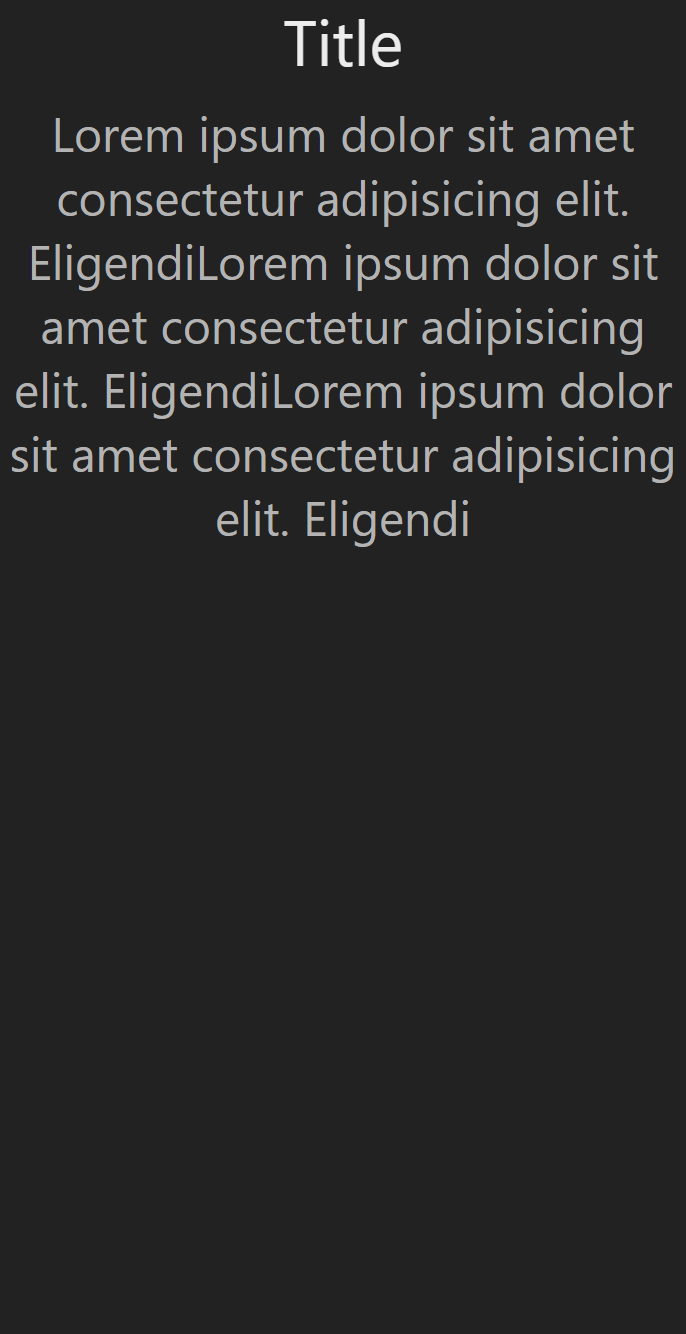 Title
Lorem ipsum dolor sit amet
consectetur adipisicing elit.
EligendiLorem ipsum dolor sit
amet consectetur adipisicing
elit. EligendiLorem ipsum dolor
sit amet consectetur adipisicing
elit. Eligendi